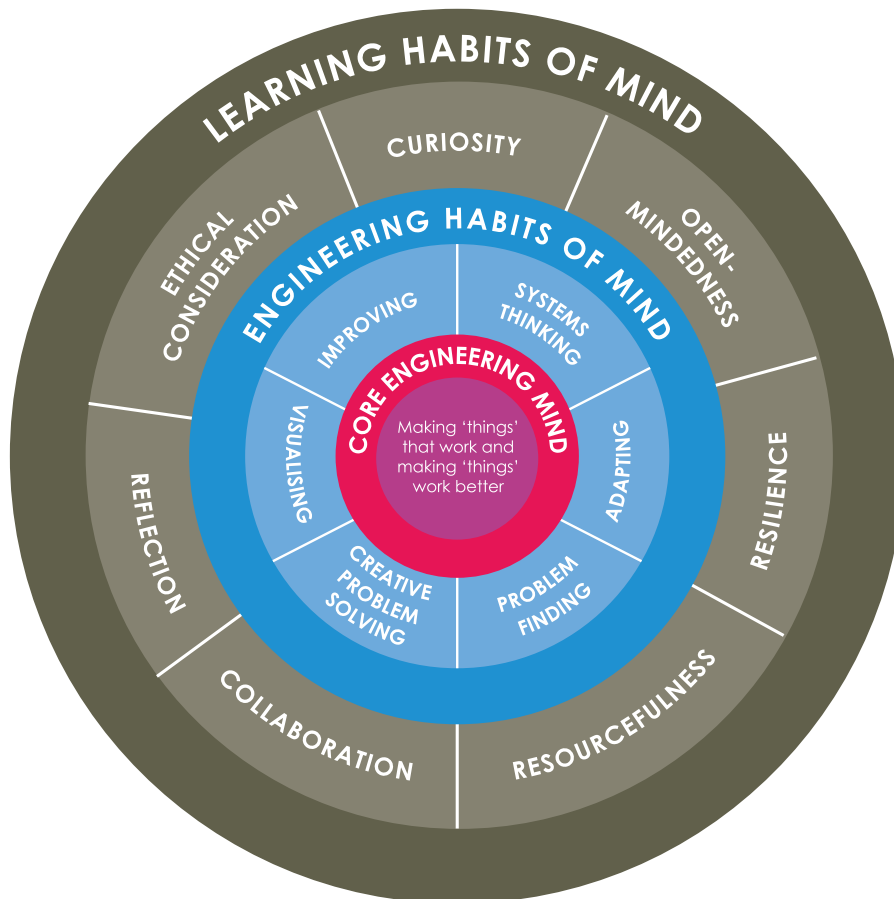 LEARNING HABITS OF MIND
CURIOSITY
OPEN-
MINDEDNESS
RESILIENCE
RESOURCEFULNESS
COLLABORATION
REFLECTION
ETHICAL
CONSIDERATION
ENGINEERING HABITS OF MIND
SYSTEMS
THINKING
ADAPTING
PROBLEM
FINDING
CREATIVE
PROBLEM
SOLVING
VISUALISING
IMPROVING
CORE ENGINEERING MIND
Making ‘things’
that work and
making ‘things’
work better